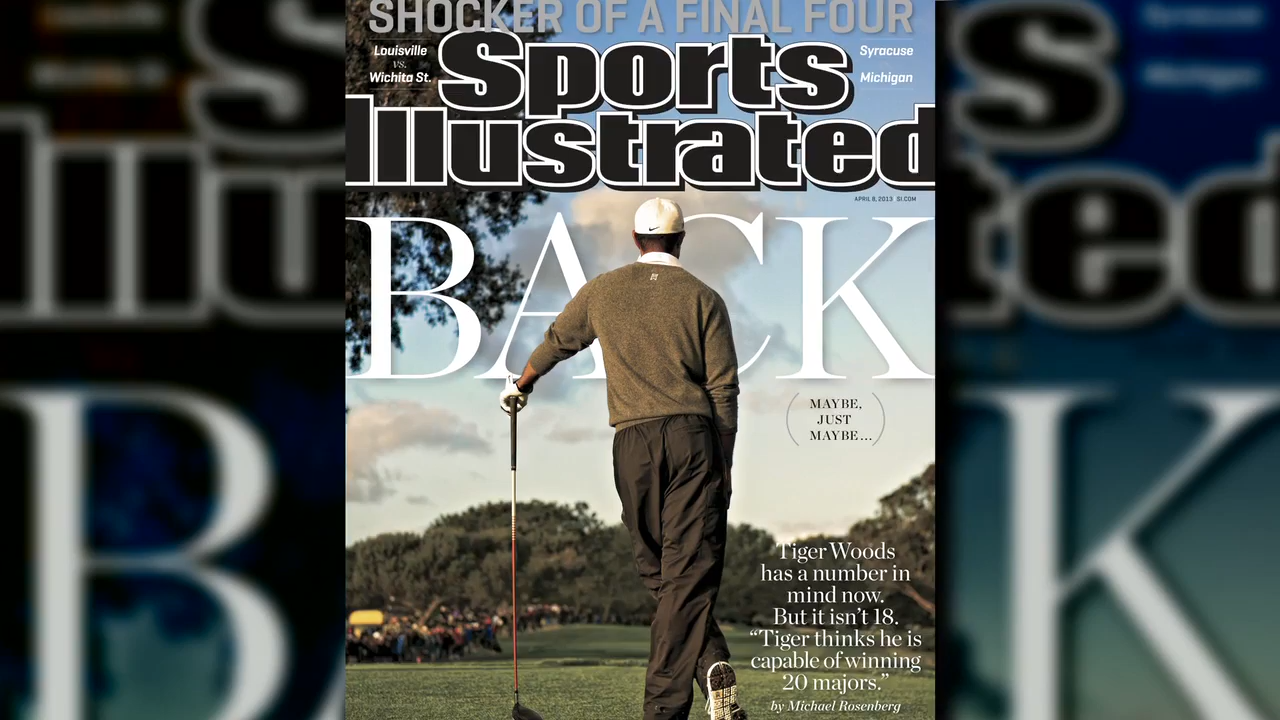 SHOCKER OF A FINAL FOUR
Louisville
vs.
Wichita St.
Syracuse
Michigan
Sports
Illustrated
APRIL 8, 2013 | SI.COM
BACK
(MAYBE,
JUST
MAYBE...)
Tiger Woods
has a number in
mind now.
But it isn't 18.
“Tiger thinks he is
capable of winning
20 majors.”
by Michael Rosenberg